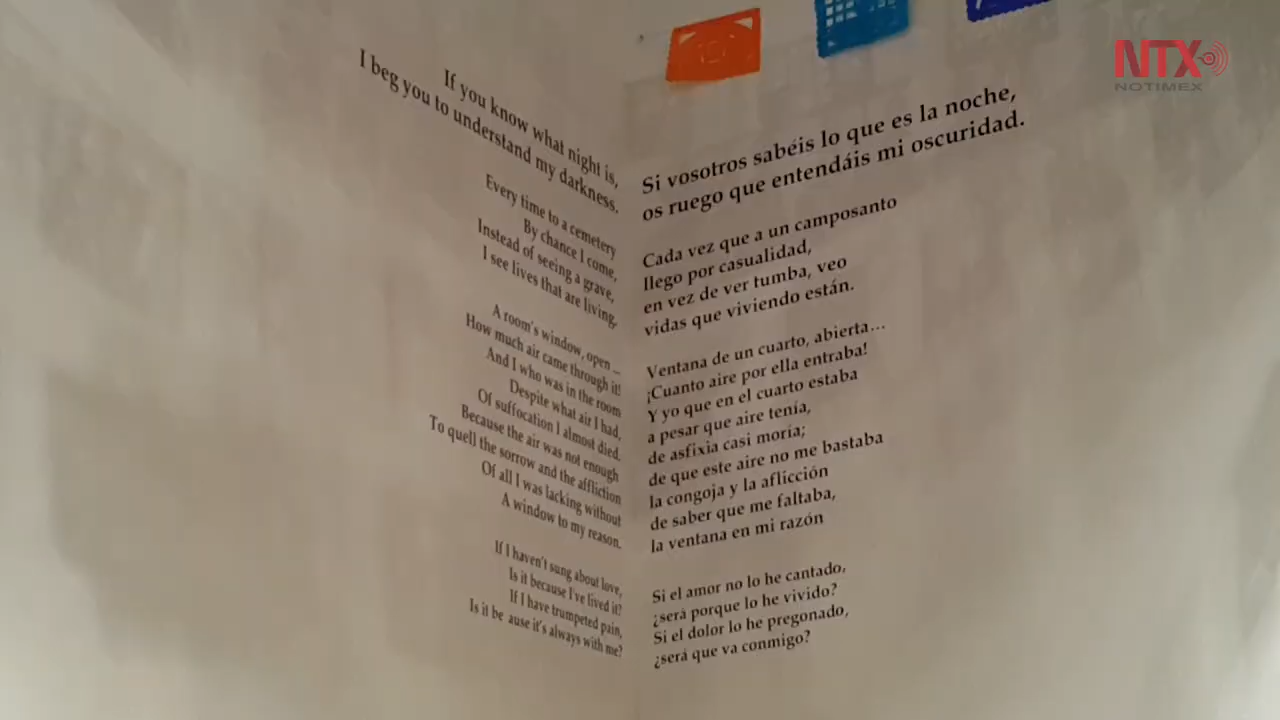 If you know what night is,
I beg you to understand my darkness.
Every time to a cemetery
By chance I come,
Instead of seeing a grave,
I see lives that are living.
A room's window, open ...
How much air came through it!
And I who was in the room
Despite what air I had,
Of suffocation I almost died.
Because the air was not enough
To quell the sorrow and the affliction
Of all I was lacking without
A window to my reason.
If I haven't sung about love,
Is it because I've lived it?
If I have trumpeted pain,
Is it be ause it's always with me?
Si vosotros sabéis lo que es la noche,
os ruego que entendáis mi oscuridad.
Cada vez que a un camposanto
llego por casualidad,
en vez de ver tumba, veo
vidas que viviendo están.
Ventana de un cuarto, abierta...
¡Cuanto aire por ella entraba!
Y yo que en el cuarto estaba
a pesar que aire tenía,
de asfixia casi moría;
de que este aire no me bastaba
la congoja y la aflicción
de saber que me faltaba,
la ventana en mi razón
Si el amor no lo he cantado,
¿será porque lo he vivido?
Si el dolor lo he pregonado,
¿será que va conmigo?
NTX
NOTIMEX